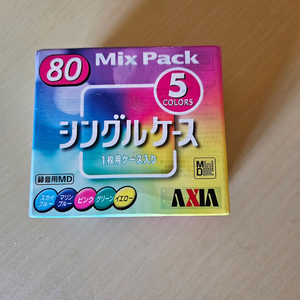 80 Mix Pack
5
COLORS
シングルケース
1枚用ケース入り
録音用MD
Mini Disc
スカイブルー マリンブルー ピンク グリーン イエロー
AXIA